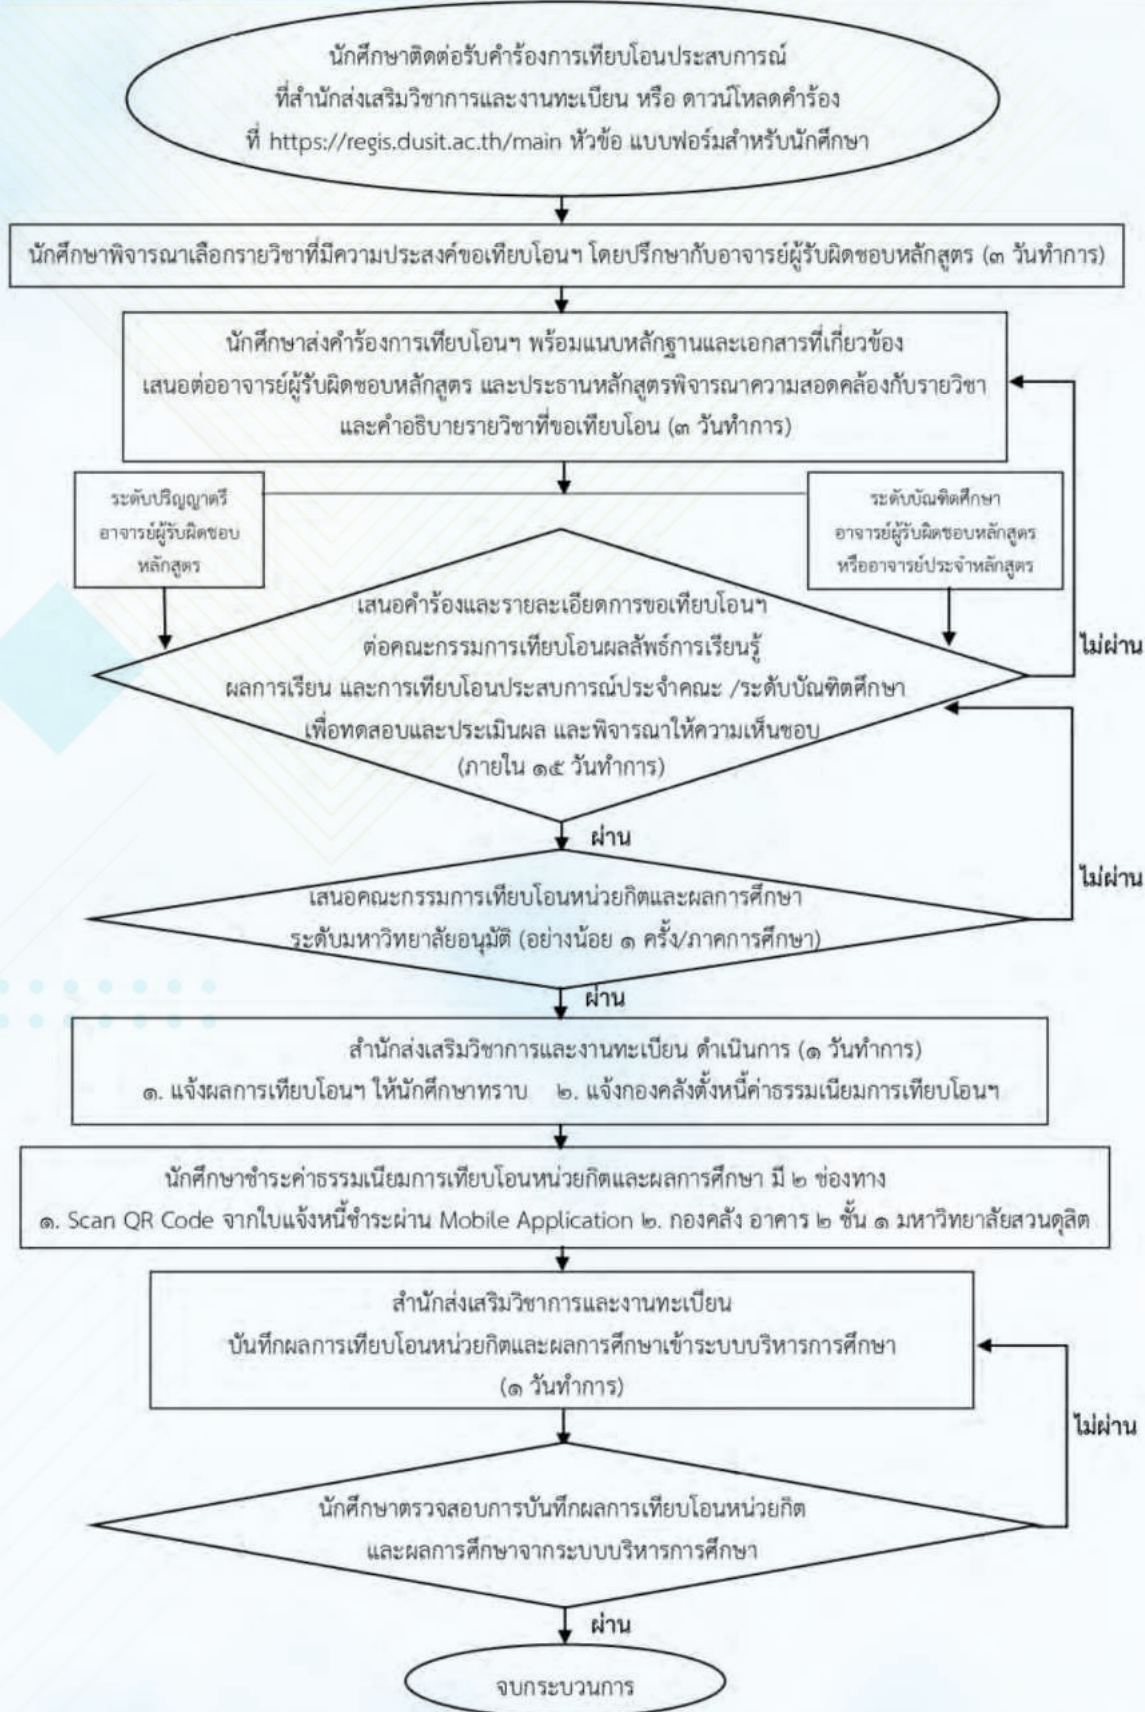 นักศึกษาติดต่อรับคำร้องการเทียบโอนประสบการณ์
ที่สำนักส่งเสริมวิชาการและงานทะเบียน หรือ ดาวน์โหลดคำร้อง
ที่ https://regis.dusit.ac.th/main หัวข้อ แบบฟอร์มสำหรับนักศึกษา
นักศึกษาพิจารณาเลือกรายวิชาที่มีความประสงค์ขอเทียบโอนฯ โดยปรึกษากับอาจารย์ผู้รับผิดชอบหลักสูตร (๓ วันทำการ)
นักศึกษาส่งคำร้องการเทียบโอนฯ พร้อมแนบหลักฐานและเอกสารที่เกี่ยวข้อง
เสนอต่ออาจารย์ผู้รับผิดชอบหลักสูตร และประธานหลักสูตรพิจารณาความสอดคล้องกับรายวิชา
และคำอธิบายรายวิชาที่ขอเทียบโอน (๓ วันทำการ)
ระดับปริญญาตรี
อาจารย์ผู้รับผิดชอบ
หลักสูตร
ระดับบัณฑิตศึกษา
อาจารย์ผู้รับผิดชอบหลักสูตร
หรืออาจารย์ประจำหลักสูตร
เสนอคำร้องและรายละเอียดการขอเทียบโอนฯ
ต่อคณะกรรมการเทียบโอนผลลัพธ์การเรียนรู้
ผลการเรียน และการเทียบโอนประสบการณ์ประจำคณะ /ระดับบัณฑิตศึกษา
เพื่อทดสอบและประเมินผล และพิจารณาให้ความเห็นชอบ
(ภายใน ๑๕ วันทำการ)
ไม่ผ่าน
ผ่าน
เสนอคณะกรรมการเทียบโอนหน่วยกิตและผลการศึกษา
ระดับมหาวิทยาลัยอนุมัติ (อย่างน้อย ๑ ครั้ง/ภาคการศึกษา)
ไม่ผ่าน
ผ่าน
สำนักส่งเสริมวิชาการและงานทะเบียน ดำเนินการ (๑ วันทำการ)
๑. แจ้งผลการเทียบโอนฯ ให้นักศึกษาทราบ ๒. แจ้งกองคลังตั้งหนี้ค่าธรรมเนียมการเทียบโอนฯ
นักศึกษาชำระค่าธรรมเนียมการเทียบโอนหน่วยกิตและผลการศึกษา มี ๒ ช่องทาง
๑. Scan QR Code จากใบแจ้งหนี้ชำระผ่าน Mobile Application ๒. กองคลัง อาคาร ๒ ชั้น ๑ มหาวิทยาลัยสวนดุสิต
สำนักส่งเสริมวิชาการและงานทะเบียน
บันทึกผลการเทียบโอนหน่วยกิตและผลการศึกษาเข้าระบบบริหารการศึกษา
(๑ วันทำการ)
ไม่ผ่าน
นักศึกษาตรวจสอบการบันทึกผลการเทียบโอนหน่วยกิต
และผลการศึกษาจากระบบบริหารการศึกษา
ผ่าน
จบกระบวนการ